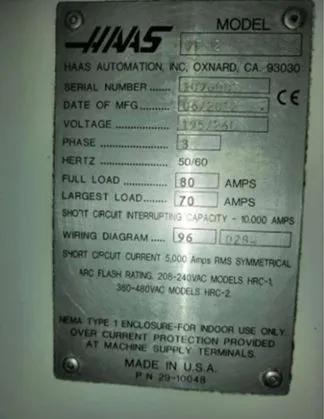 MODEL
HAAS
HAAS AUTOMATION, INC, OXNARD, CA. 93030
SERIAL NUMBER .....
DATE OF MFG ..... 06/2012
VOLTAGE ..... 195/260
PHASE ..... 3
HERTZ 50/60
FULL LOAD ..... 80 AMPS
LARGEST LOAD ..... 70 AMPS
SHORT CIRCUIT INTERRUPTING CAPACITY - 10,000 AMPS
WIRING DIAGRAM ..... 96
SHORT CIRCUIT CURRENT 5,000 Amps RMS SYMMETRICAL
ARC FLASH RATING. 208-240VAC MODELS HRC-1,
380-480VAC MODELS HRC-2.
NEMA TYPE 1 ENCLOSURE-FOR INDOOR USE ONLY
OVER CURRENT PROTECTION PROVIDED
AT MACHINE SUPPLY TERMINALS.
MADE IN U.S.A.
P N 29-10048